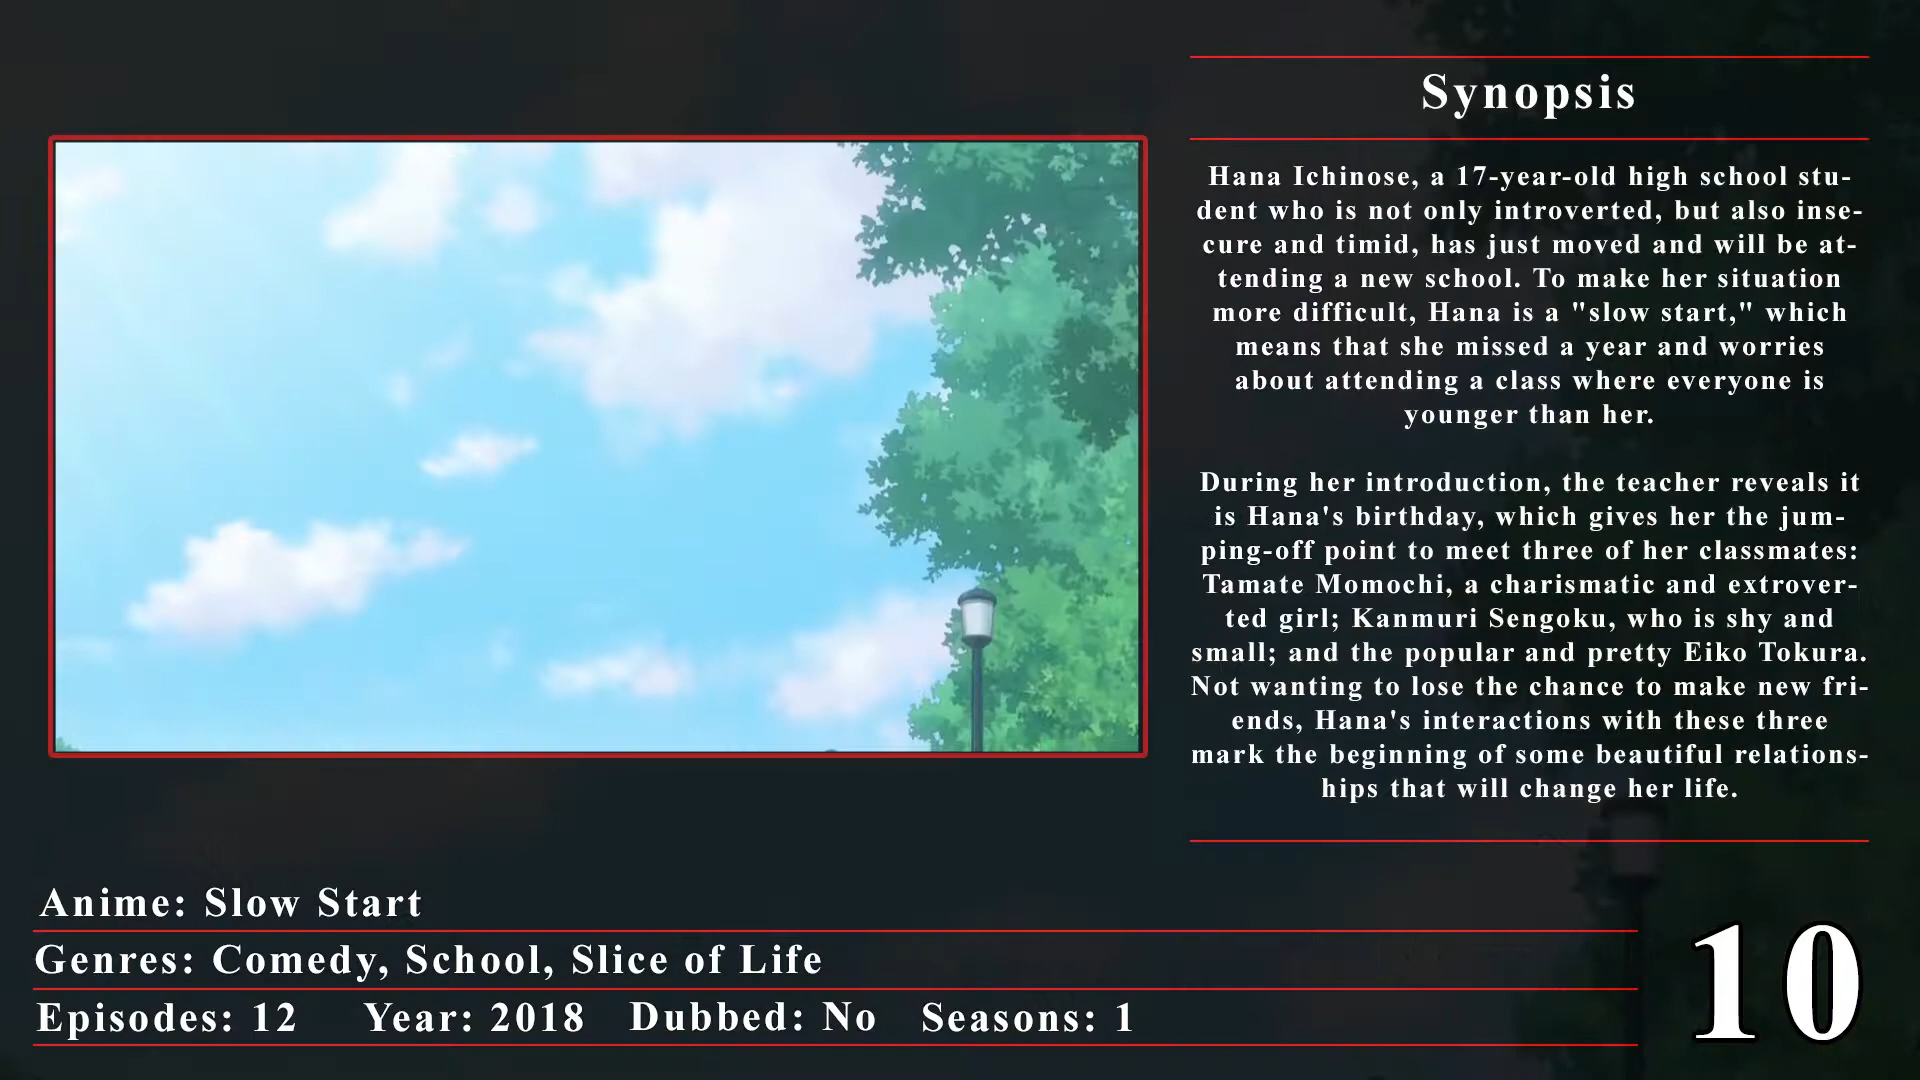 Synopsis
Hana Ichinose, a 17-year-old high school stu-
dent who is not only introverted, but also inse-
cure and timid, has just moved and will be at-
tending a new school. To make her situation
more difficult, Hana is a "slow start," which
means that she missed a year and worries
about attending a class where everyone is
younger than her.
During her introduction, the teacher reveals it
is Hana's birthday, which gives her the jum-
ping-off point to meet three of her classmates:
Tamate Momochi, a charismatic and extrover-
ted girl; Kanmuri Sengoku, who is shy and
small; and the popular and pretty Eiko Tokura.
Not wanting to lose the chance to make new fri-
ends, Hana's interactions with these three
mark the beginning of some beautiful relations-
hips that will change her life.
Anime: Slow Start
Genres: Comedy, School, Slice of Life
Episodes: 12 Year: 2018 Dubbed: No Seasons: 1
10